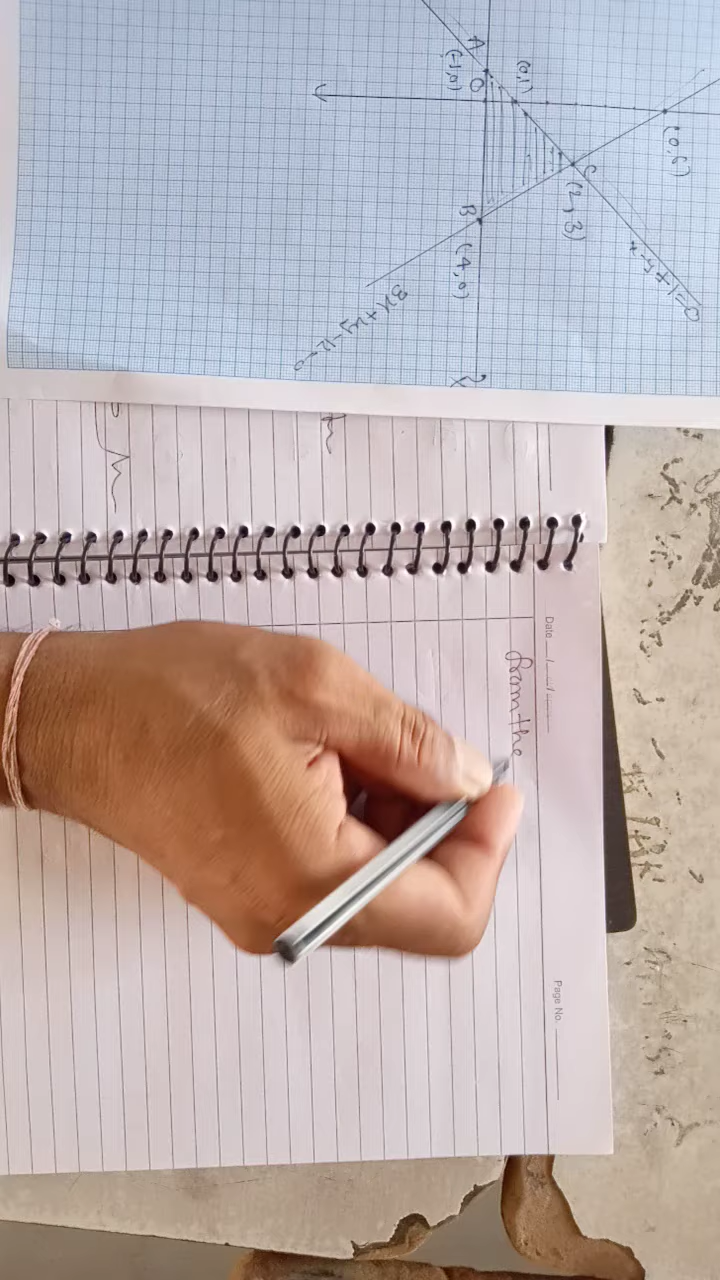 (0,6)
x-y+1=0
C (2,3)
(0,1)
A
O
(-1,0)
B
(4,0)
3x+2y-12=0
Date
Page No.
from the